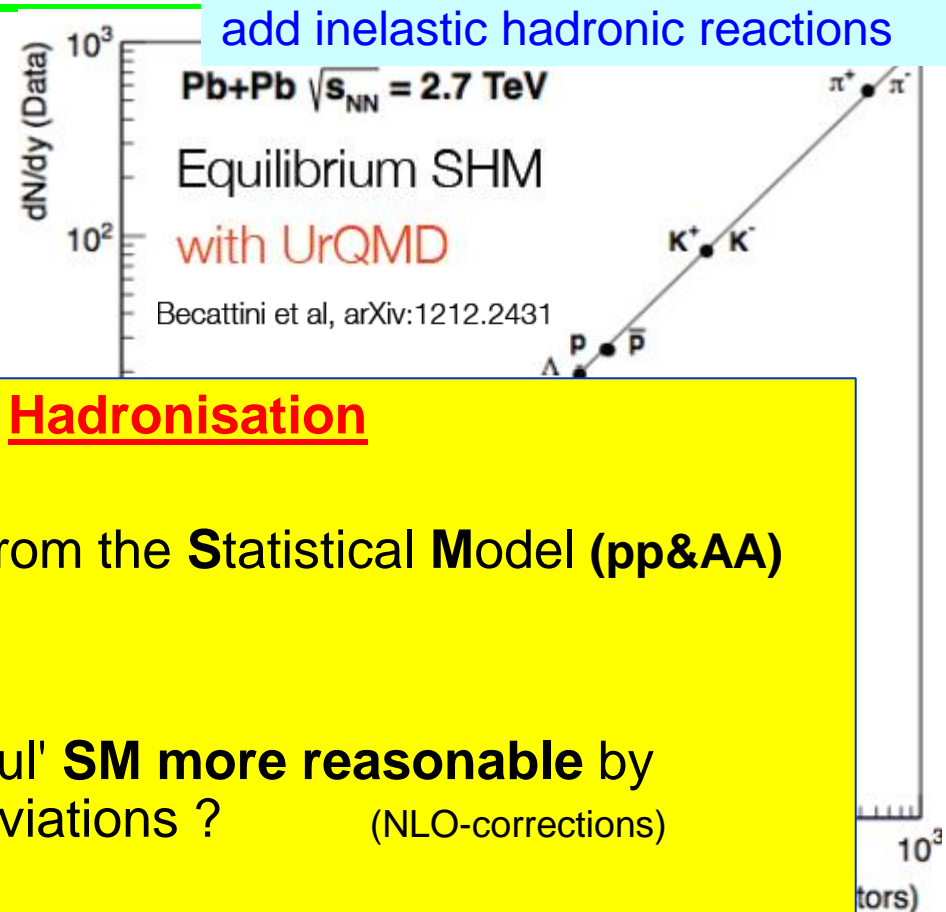 add inelastic hadronic reactions
10³
dN/dy (Data)
Pb+Pb √s_NN = 2.7 TeV
π⁺ π⁻
Equilibrium SHM
10²
with UrQMD
K⁺ K⁻
Becattini et al, arXiv:1212.2431
p p̅
Λ
Hadronisation
rom the Statistical Model (pp&AA)
ul' SM more reasonable by
viations ? (NLO-corrections)
10³
tors)